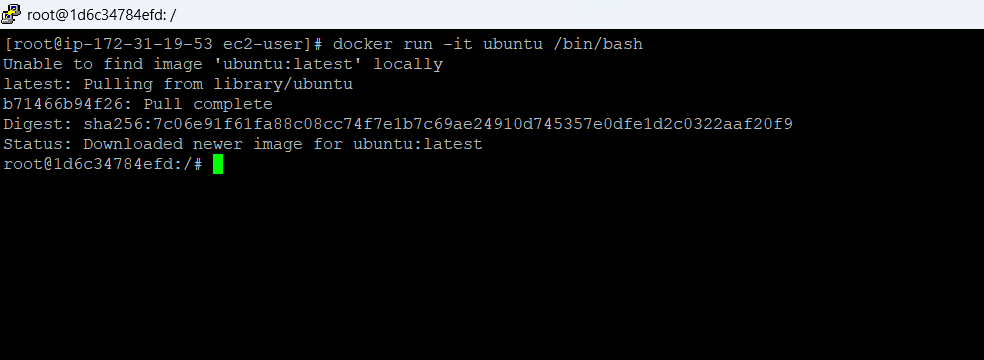 root@1d6c34784efd: /
[root@ip-172-31-19-53 ec2-user]# docker run -it ubuntu /bin/bash
Unable to find image 'ubuntu:latest' locally
latest: Pulling from library/ubuntu
b71466b94f26: Pull complete
Digest: sha256:7c06e91f61fa88c08cc74f7e1b7c69ae24910d745357e0dfe1d2c0322aaf20f9
Status: Downloaded newer image for ubuntu:latest
root@1d6c34784efd:/#